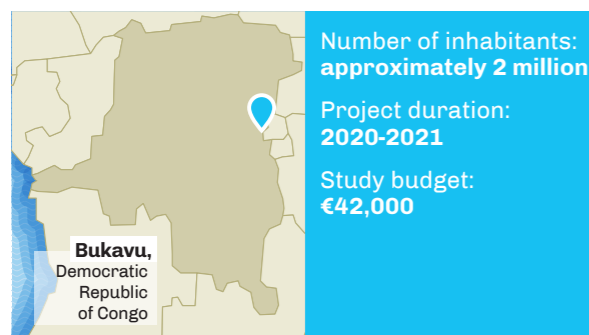 Bukavu,
Democratic
Republic
of Congo
Number of inhabitants:
approximately 2 million
Project duration:
2020-2021
Study budget:
€42,000